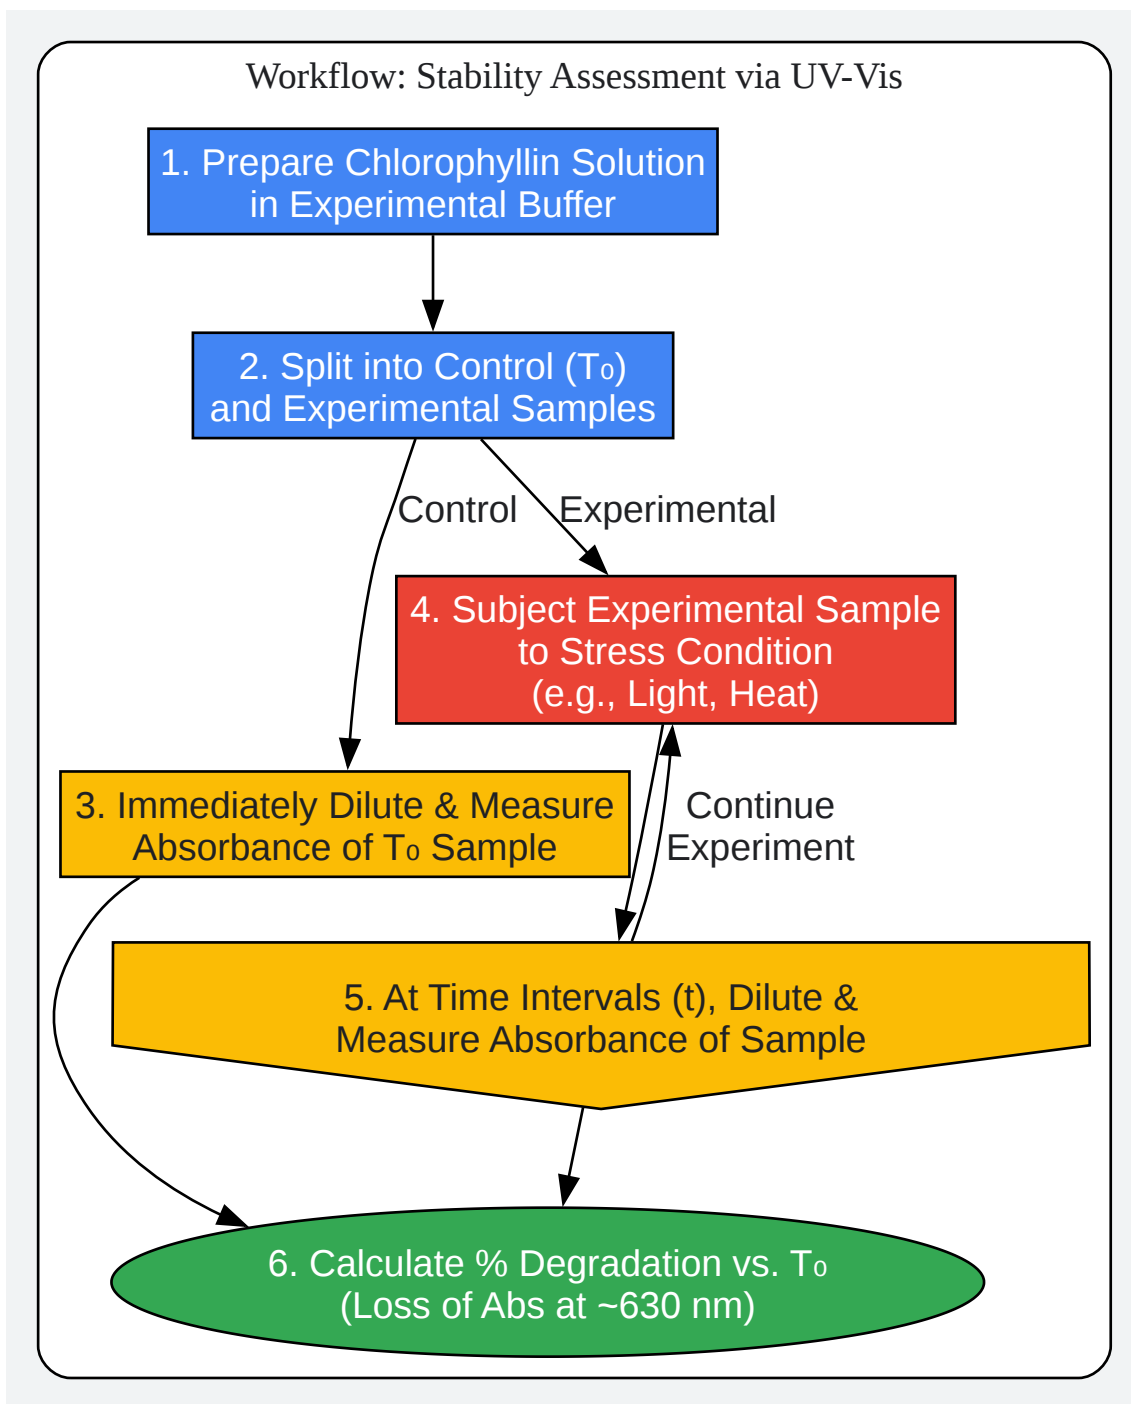 Workflow: Stability Assessment via UV-Vis
1. Prepare Chlorophyllin Solution
in Experimental Buffer
2. Split into Control (T₀)
and Experimental Samples
Control
Experimental
4. Subject Experimental Sample
to Stress Condition
(e.g., Light, Heat)
3. Immediately Dilute & Measure
Absorbance of T₀ Sample
Continue
Experiment
5. At Time Intervals (t), Dilute &
Measure Absorbance of Sample
6. Calculate % Degradation vs. T₀
(Loss of Abs at ~630 nm)